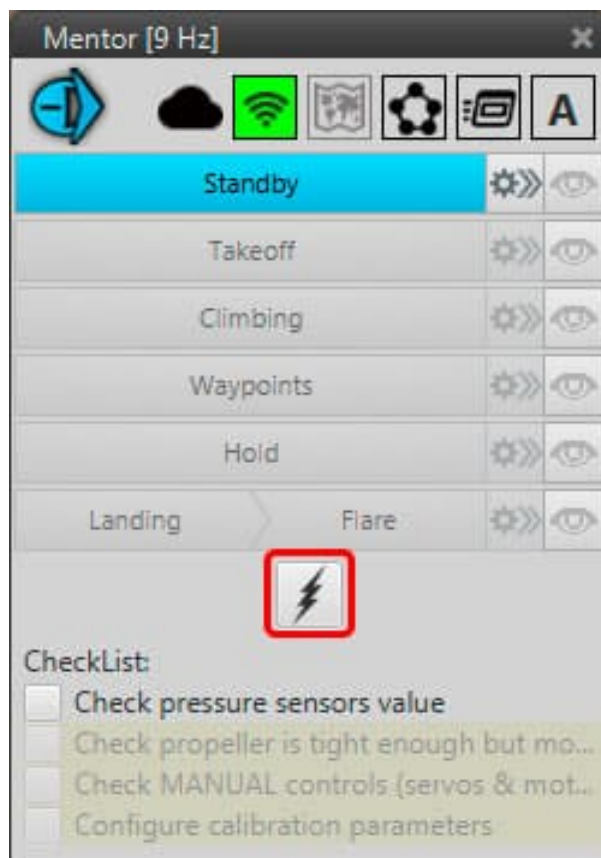 Mentor [9 Hz]
A
Standby
Takeoff
Climbing
Waypoints
Hold
Landing Flare
CheckList:
Check pressure sensors value
Check propeller is tight enough but mo...
Check MANUAL controls (servos & mot...
Configure calibration parameters